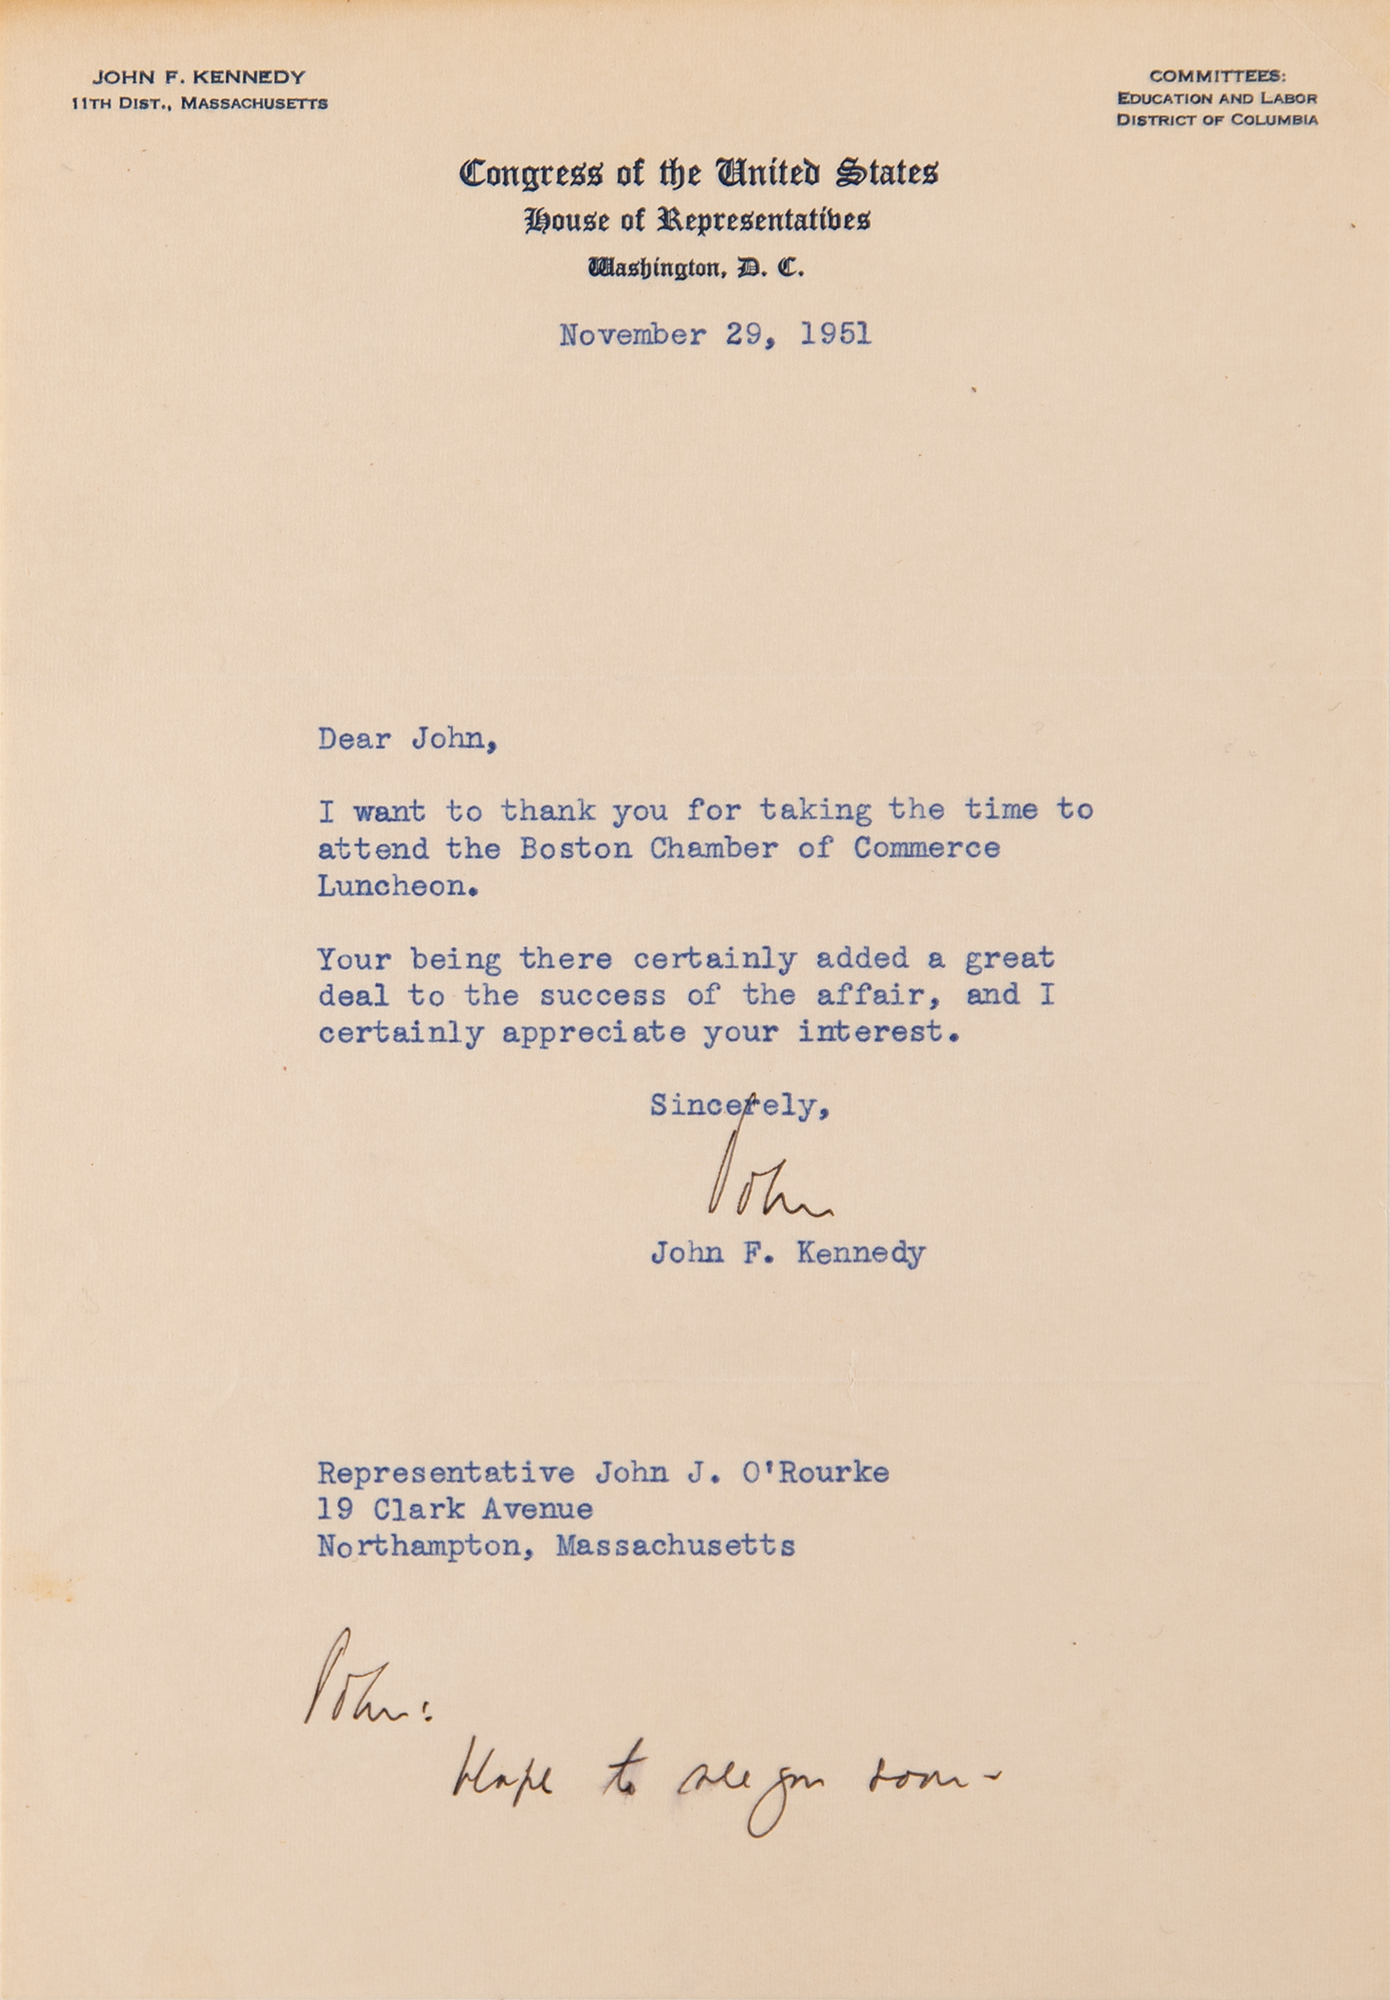 JOHN F. KENNEDY
11TH DIST., MASSACHUSETTS
COMMITTEES:
EDUCATION AND LABOR
DISTRICT OF COLUMBIA
Congress of the United States
House of Representatives
Washington, D. C.
November 29, 1951
Dear John,
I want to thank you for taking the time to
attend the Boston Chamber of Commerce
Luncheon.
Your being there certainly added a great
deal to the success of the affair, and I
certainly appreciate your interest.
Sincerely,
John
John F. Kennedy
Representative John J. O'Rourke
19 Clark Avenue
Northampton, Massachusetts
John:
Hope to see you soon -